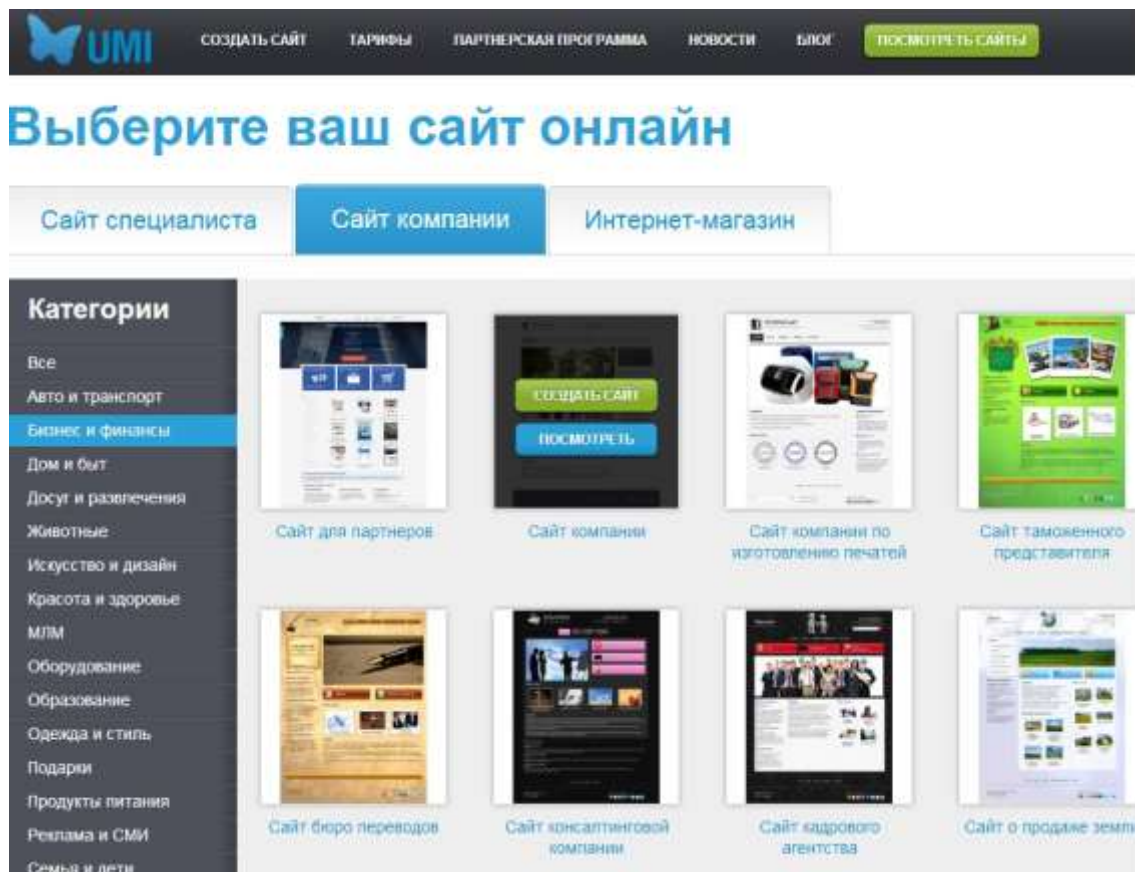 UMI
СОЗДАТЬ САЙТ ТАРИФЫ ПАРТНЕРСКАЯ ПРОГРАММА НОВОСТИ БЛОГ ПОСМОТРЕТЬ САЙТЫ
Выберите ваш сайт онлайн
Сайт специалиста Сайт компании Интернет-магазин
Категории
Все
Авто и транспорт
Бизнес и финансы
Дом и быт
Досуг и развлечения
Животные
Искусство и дизайн
Красота и здоровье
МЛМ
Оборудование
Образование
Одежда и стиль
Подарки
Продукты питания
Реклама и СМИ
Семья и дети
СОЗДАТЬ САЙТ
ПОСМОТРЕТЬ
Сайт для партнеров
Сайт компании
Сайт компании по
изготовлению печатей
Сайт таможенного
представителя
Сайт бюро переводов
Сайт консалтинговой
компании
Сайт кадрового
агентства
Сайт о продаже земли